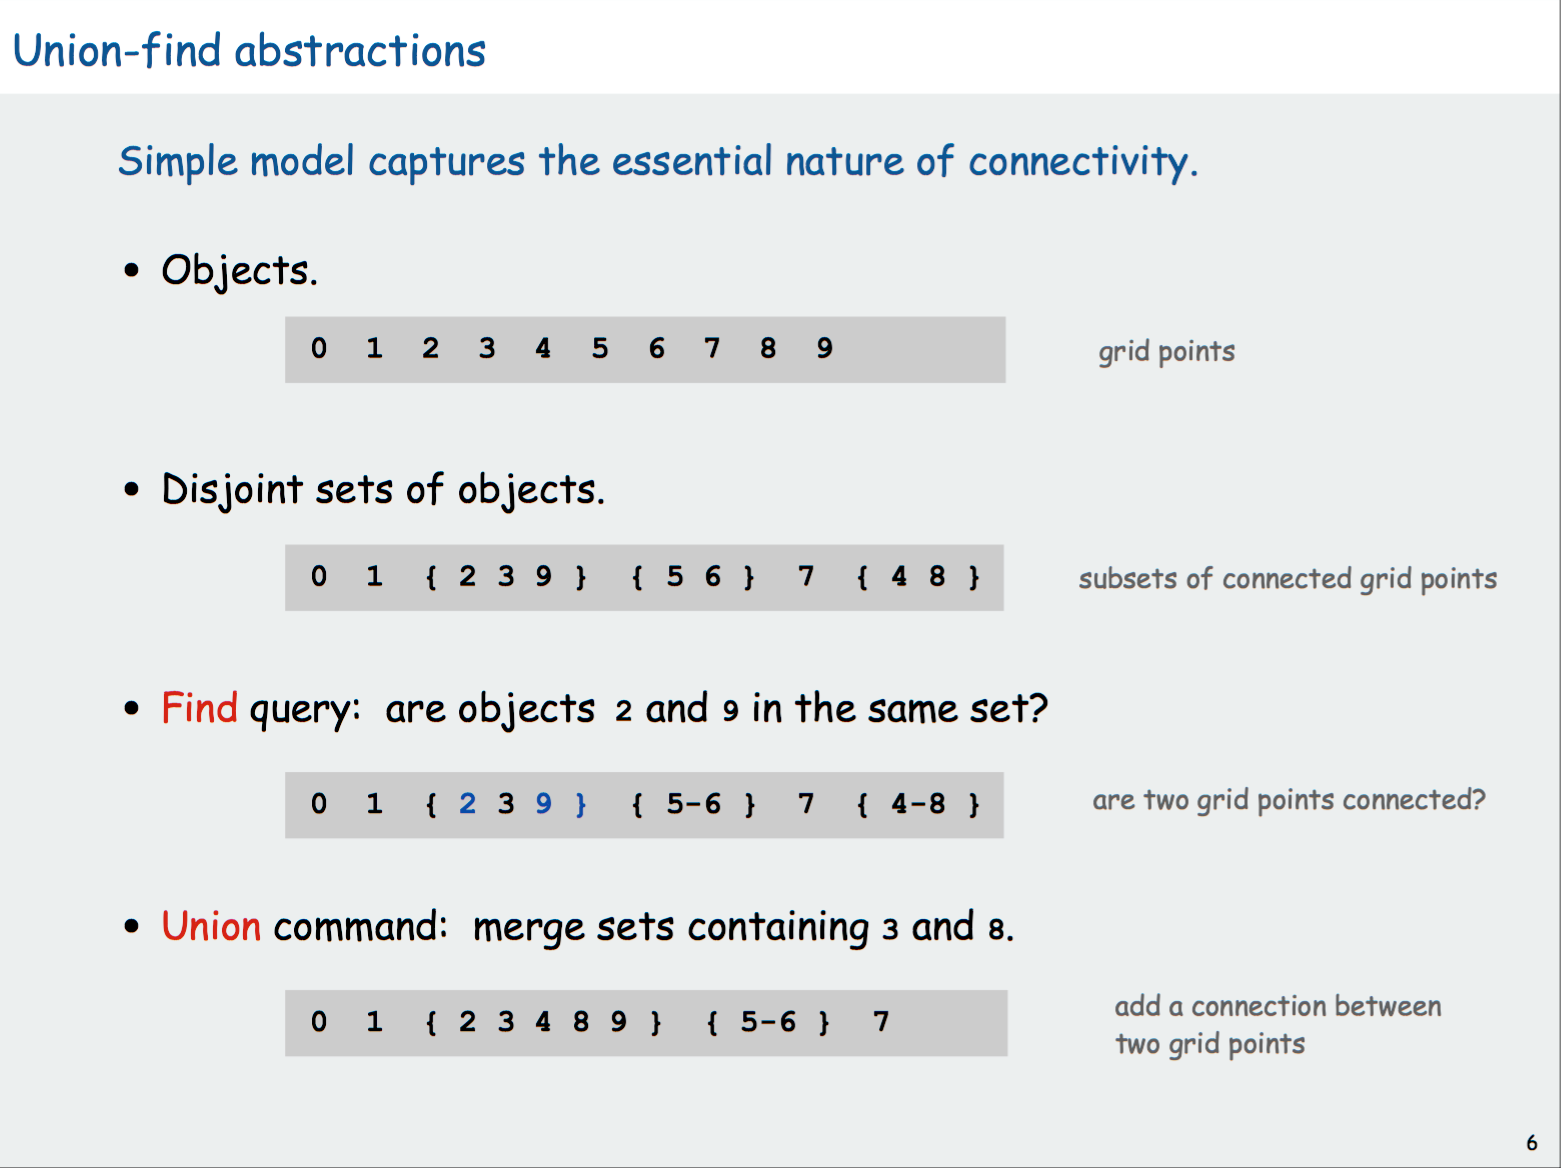 Union-find abstractions
Simple model captures the essential nature of connectivity.
• Objects.
0 1 2 3 4 5 6 7 8 9
grid points
• Disjoint sets of objects.
0 1 { 2 3 9 } { 5 6 } 7 { 4 8 }
subsets of connected grid points
• Find query: are objects 2 and 9 in the same set?
0 1 { 2 3 9 } { 5-6 } 7 { 4-8 }
are two grid points connected?
• Union command: merge sets containing 3 and 8.
0 1 { 2 3 4 8 9 } { 5-6 } 7
add a connection between
two grid points
6